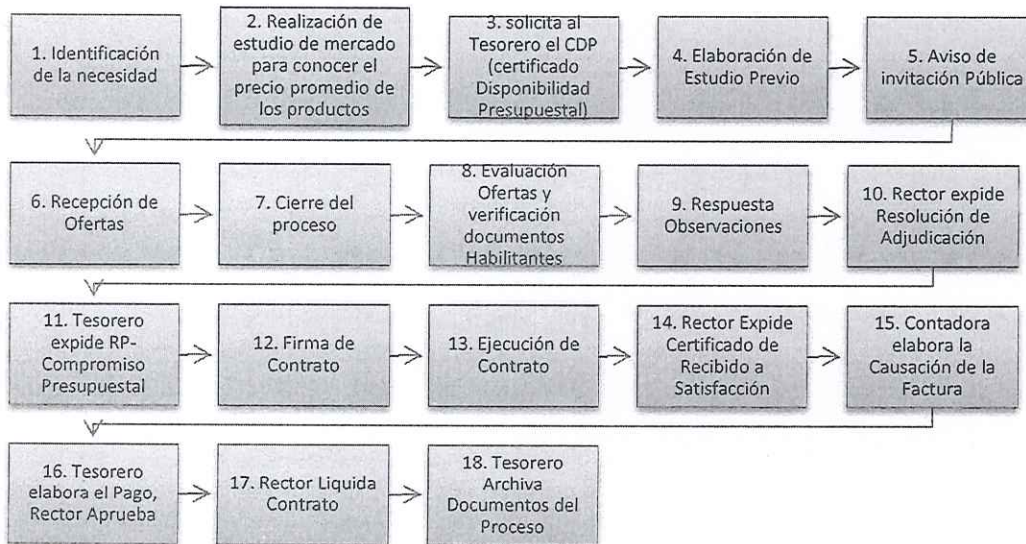 1. Identificación
de la necesidad
2. Realización de
estudio de mercado
para conocer el
precio promedio de
los productos
3. solicita al
Tesorero el CDP
(certificado
Disponibilidad
Presupuestal)
4. Elaboración de
Estudio Previo
5. Aviso de
invitación Pública
6. Recepción de
Ofertas
7. Cierre del
proceso
8. Evaluación
Ofertas y
verificación
documentos
Habilitantes
9. Respuesta
Observaciones
10. Rector expide
Resolución de
Adjudicación
11. Tesorero
expide RP-
Compromiso
Presupuestal
12. Firma de
Contrato
13. Ejecución de
Contrato
14. Rector Expide
Certificado de
Recibido a
Satisfacción
15. Contadora
elabora la
Causación de la
Factura
16. Tesorero
elabora el Pago,
Rector Aprueba
17. Rector Liquida
Contrato
18. Tesorero
Archiva
Documentos del
Proceso